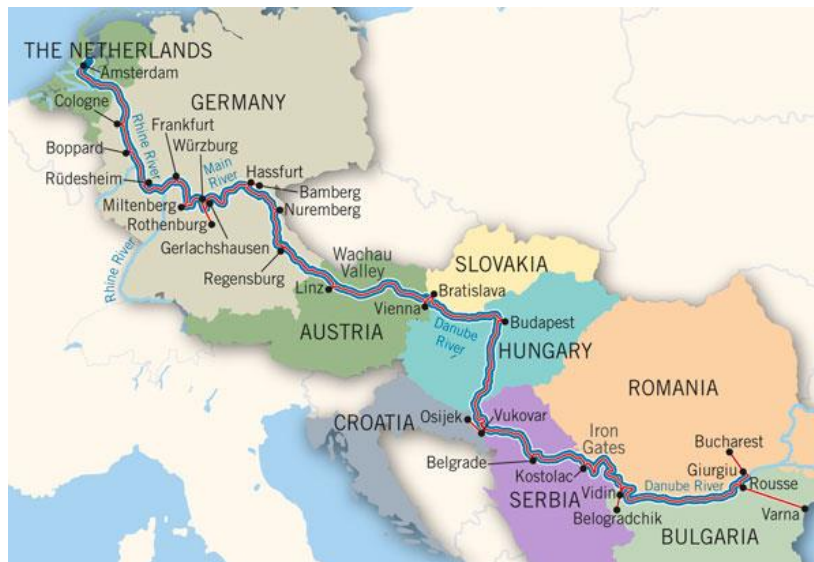 THE NETHERLANDS
Amsterdam
GERMANY
Cologne
Rhine River
Frankfurt
Boppard
Würzburg
Main
River
Hassfurt
Rüdesheim
Bamberg
Miltenberg
Nuremberg
Rothenburg
Gerlachshausen
Rhine River
Regensburg
Wachau
Valley
SLOVAKIA
Linz
Bratislava
Vienna
AUSTRIA
Danube
River
Budapest
HUNGARY
ROMANIA
CROATIA
Osijek
Vukovar
Iron
Gates
Bucharest
Belgrade
Giurgiu
Kostolac
Danube River
Rousse
SERBIA
Vidin
Varna
Belogradchik
BULGARIA